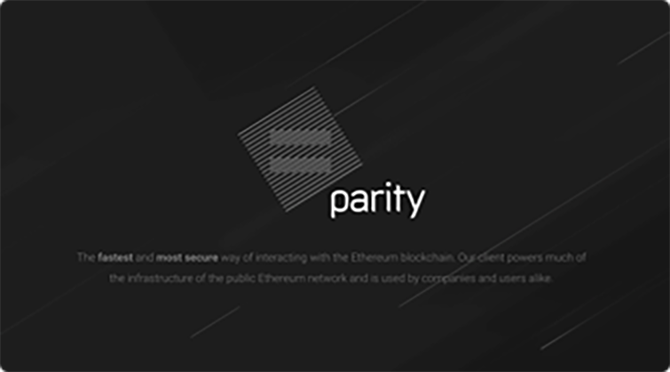 parity
The fastest and most secure way of interacting with the Ethereum blockchain. Our client powers much of
the infrastructure of the public Ethereum network and is used by companies and users alike.